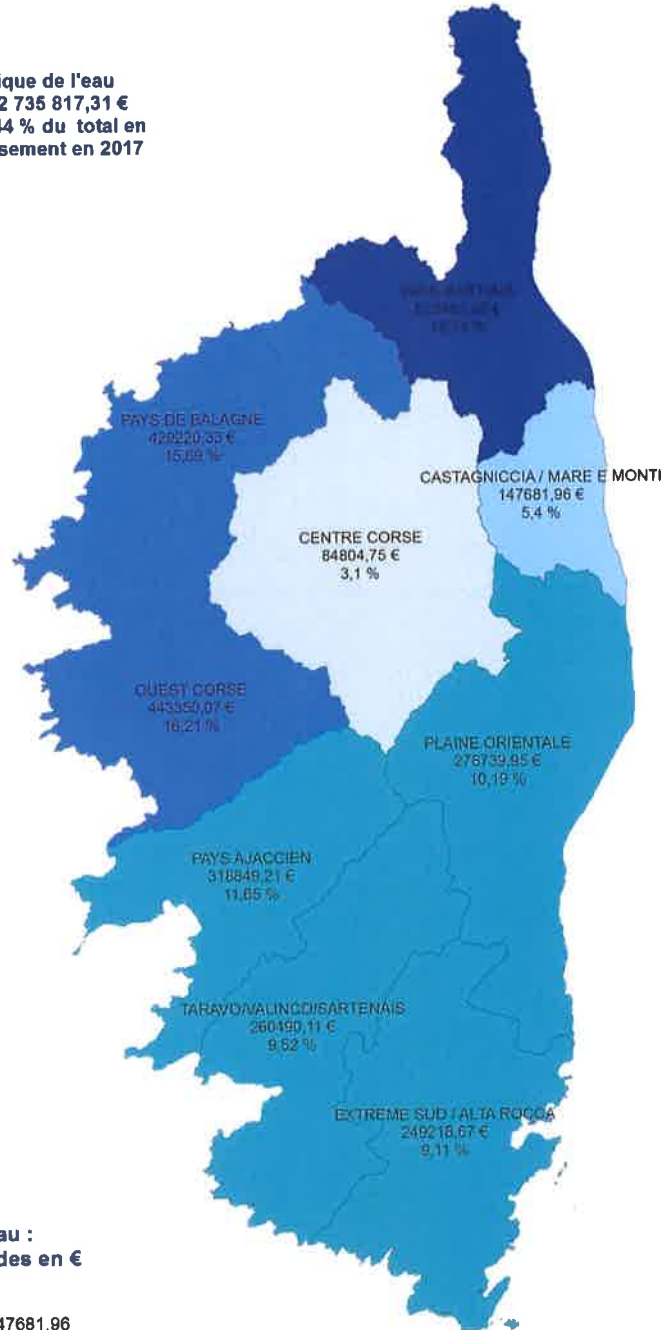 ique de l'eau
2 735 817,31 €
44 % du total en
sement en 2017
PAYS DE BALAGNE
429220,33 €
15,69 %
CASTAGNICCIA / MARE E MONTI
147681,96 €
5,4 %
CENTRE CORSE
84804,75 €
3,1 %
OUEST CORSE
443350,07 €
16,21 %
PLAINE ORIENTALE
278739,95 €
10,19 %
PAYS AJACCIEN
318849,21 €
11,65 %
TARAVO/VALINCO/SARTENAIS
260490,11 €
9,52 %
EXTREME SUD / ALTA ROCCA
249218,67 €
9,11 %
au :
des en €
47681.96